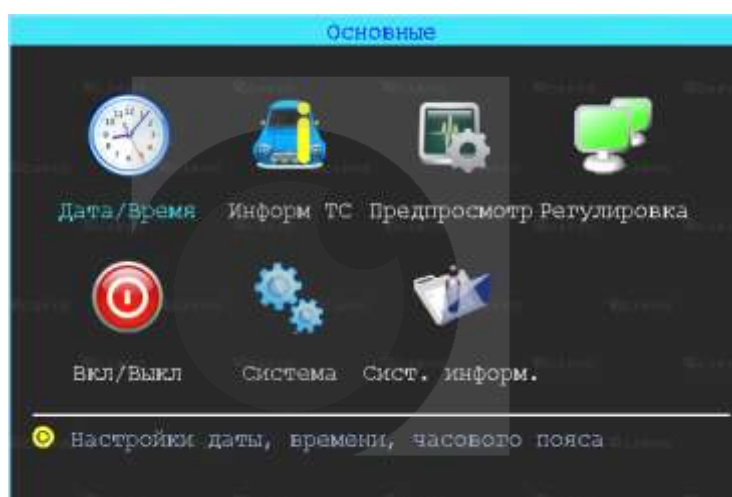 Основные
Дата/Время Информ ТС Предпросмотр Регулировка
Вкл/Выкл Система Сист. информ.
Настройки даты, времени, часового пояса